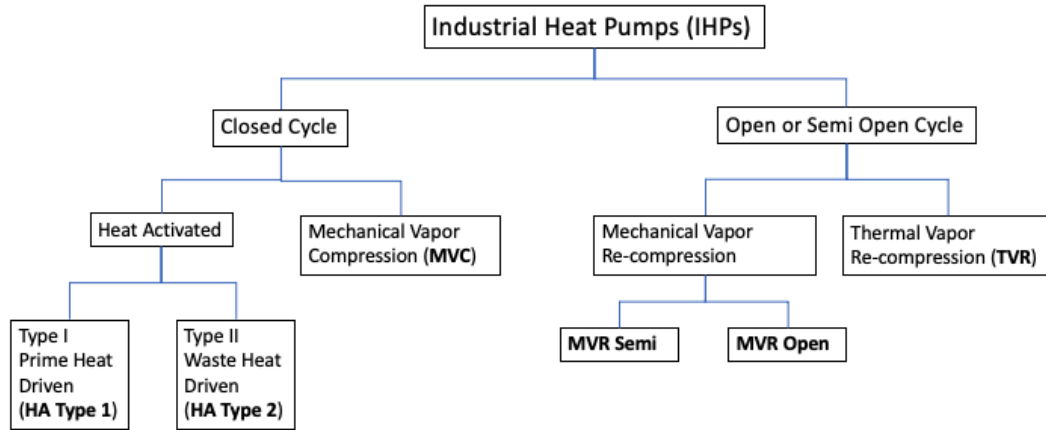 Industrial Heat Pumps (IHPs)
Closed Cycle
Open or Semi Open Cycle
Heat Activated
Mechanical Vapor
Compression (MVC)
Mechanical Vapor
Re-compression
Thermal Vapor
Re-compression (TVR)
Type I
Prime Heat
Driven
(HA Type 1)
Type II
Waste Heat
Driven
(HA Type 2)
MVR Semi
MVR Open